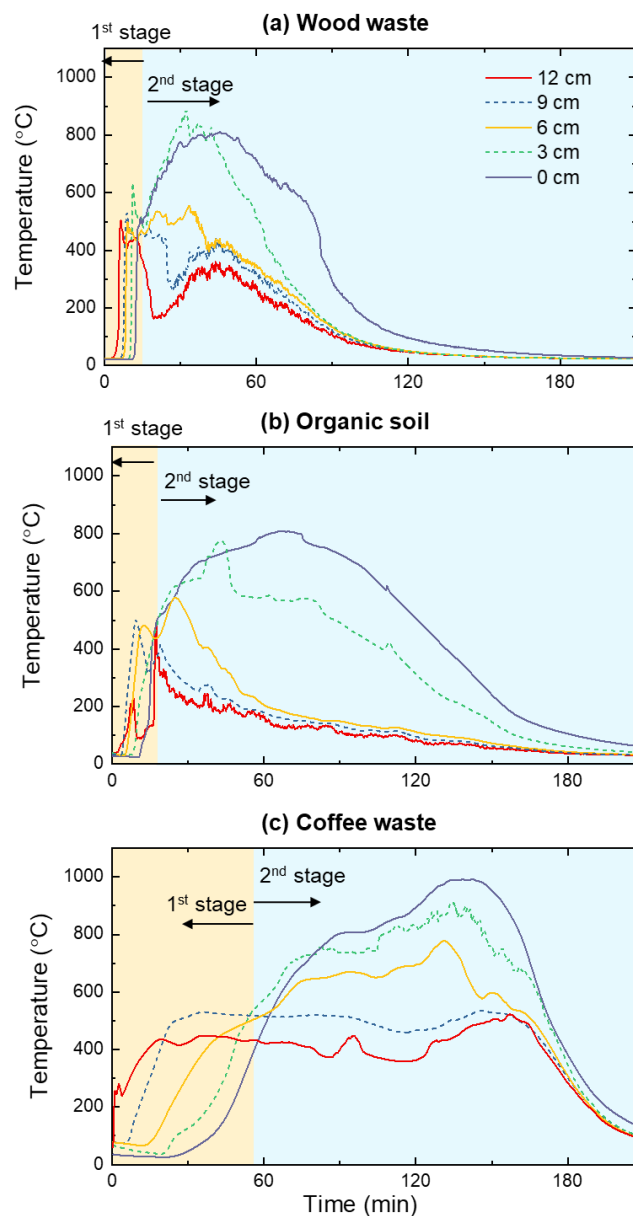 (a) Wood waste
1st stage
2nd stage
12 cm
9 cm
6 cm
3 cm
0 cm
1000
800
600
400
200
0
Temperature (°C)
0 60 120 180
(b) Organic soil
1st stage
2nd stage
1000
800
600
400
200
0
Temperature (°C)
0 60 120 180
(c) Coffee waste
2nd stage
1st stage
1000
800
600
400
200
0
Temperature (°C)
0 60 120 180
Time (min)